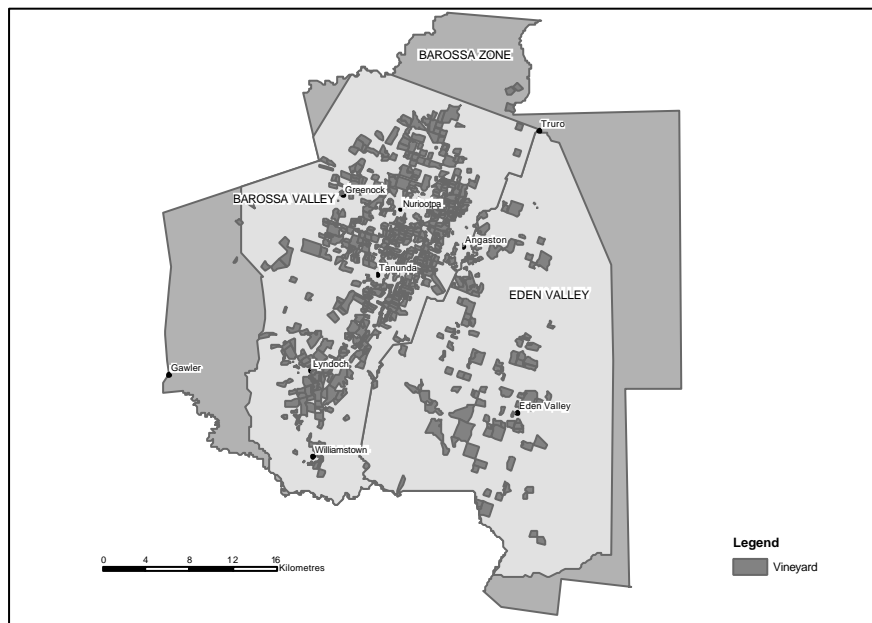 BAROSSA ZONE
Truro
Greenock
BAROSSA VALLEY
Nuriootpa
Angaston
Tanunda
EDEN VALLEY
Gawler
Lyndoch
Eden Valley
Williamstown
Legend
0 4 8 12 16
Kilometres
Vineyard